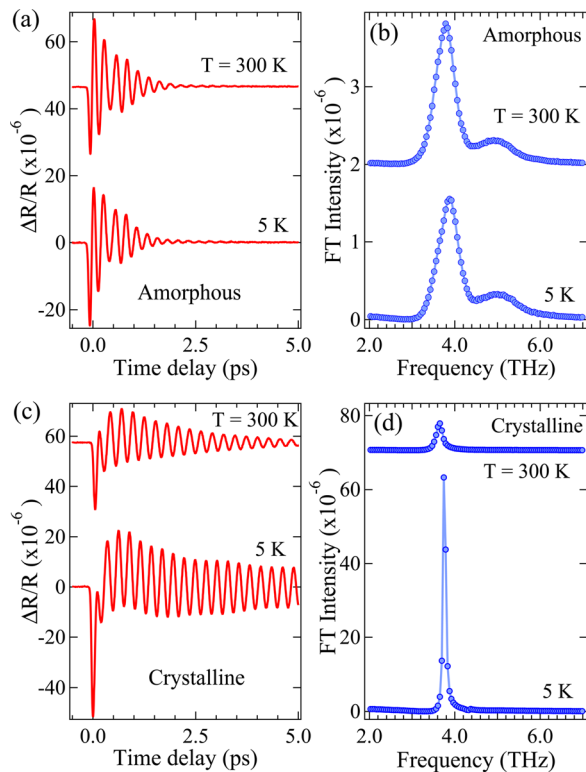 (a)
60
40
20
0
-20
ΔR/R (x10⁻⁶)
T = 300 K
5 K
Amorphous
0.0
5.0
Time delay (ps)
(b)
Amorphous
T = 300 K
3
2
1
0
FT Intensity (x10⁻⁶)
5 K
2.0
4.0
6.0
Frequency (THz)
(c)
T = 300 K
60
40
20
0
-20
-40
ΔR/R (x10⁻⁶)
5 K
Crystalline
0.0
5.0
Time delay (ps)
(d)
Crystalline
T = 300 K
80
60
40
20
0
FT Intensity (x10⁻⁶)
5 K
2.0
4.0
6.0
Frequency (THz)